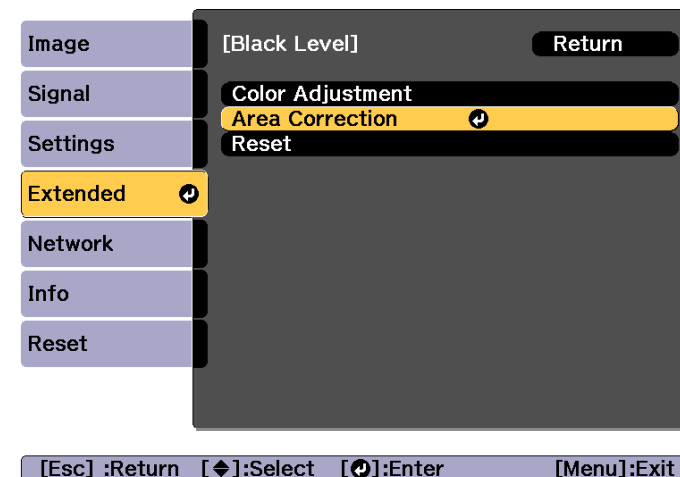 Image
Signal
Settings
Extended
Network
Info
Reset
[Black Level] Return
Color Adjustment
Area Correction
Reset
[Esc] :Return [◆]:Select [↵]:Enter [Menu]:Exit